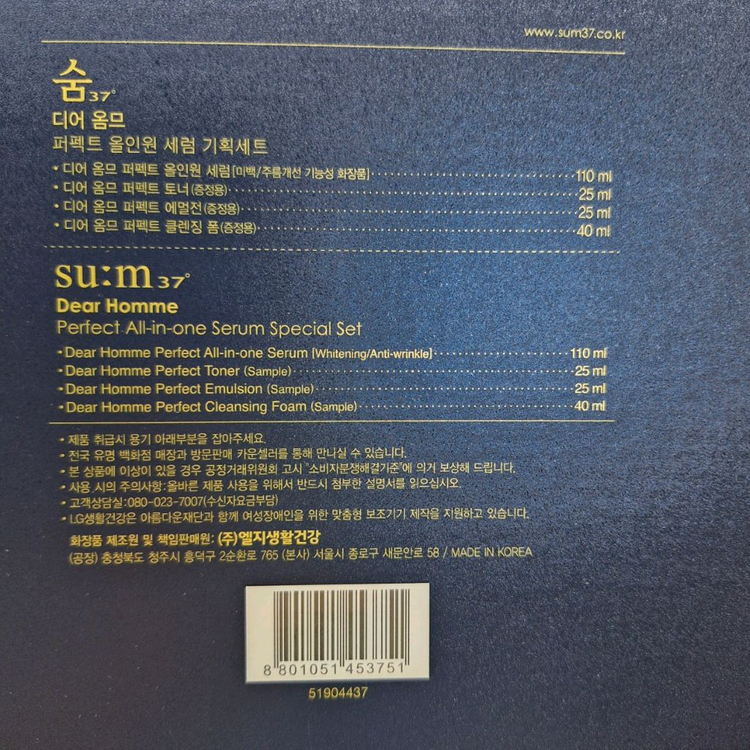 www.sum37.co.kr
숨37°
디어 옴므
퍼펙트 올인원 세럼 기획세트
• 디어 옴므 퍼펙트 올인원 세럼[미백/주름개선 기능성 화장품] 110 ml
• 디어 옴므 퍼펙트 토너(증정용) 25 ml
• 디어 옴므 퍼펙트 에멀전(증정용) 25 ml
• 디어 옴므 퍼펙트 클렌징 폼(증정용) 40 ml
su:m37°
Dear Homme
Perfect All-in-one Serum Special Set
• Dear Homme Perfect All-in-one Serum [Whitening/Anti-wrinkle] 110 ml
• Dear Homme Perfect Toner (Sample) 25 ml
• Dear Homme Perfect Emulsion (Sample) 25 ml
• Dear Homme Perfect Cleansing Foam (Sample) 40 ml
• 제품 취급시 용기 아래부분을 잡아주세요.
• 전국 유명 백화점 매장과 방문판매 카운셀러를 통해 만나실 수 있습니다.
• 본 상품에 이상이 있을 경우 공정거래위원회 고시 "소비자분쟁해결기준"에 의거 보상해 드립니다.
• 사용 시의 주의사항:올바른 제품 사용을 위해서 반드시 첨부한 설명서를 읽으십시오.
• 고객상담실:080-023-7007(수신자요금부담)
• LG생활건강은 아름다운재단과 함께 여성장애인을 위한 맞춤형 보조기기 제작을 지원하고 있습니다.
화장품 제조원 및 책임판매원: (주)엘지생활건강
(공장) 충청북도 청주시 흥덕구 2순환로 765 (본사) 서울시 종로구 새문안로 58 / MADE IN KOREA
8 801051 453751
51904437